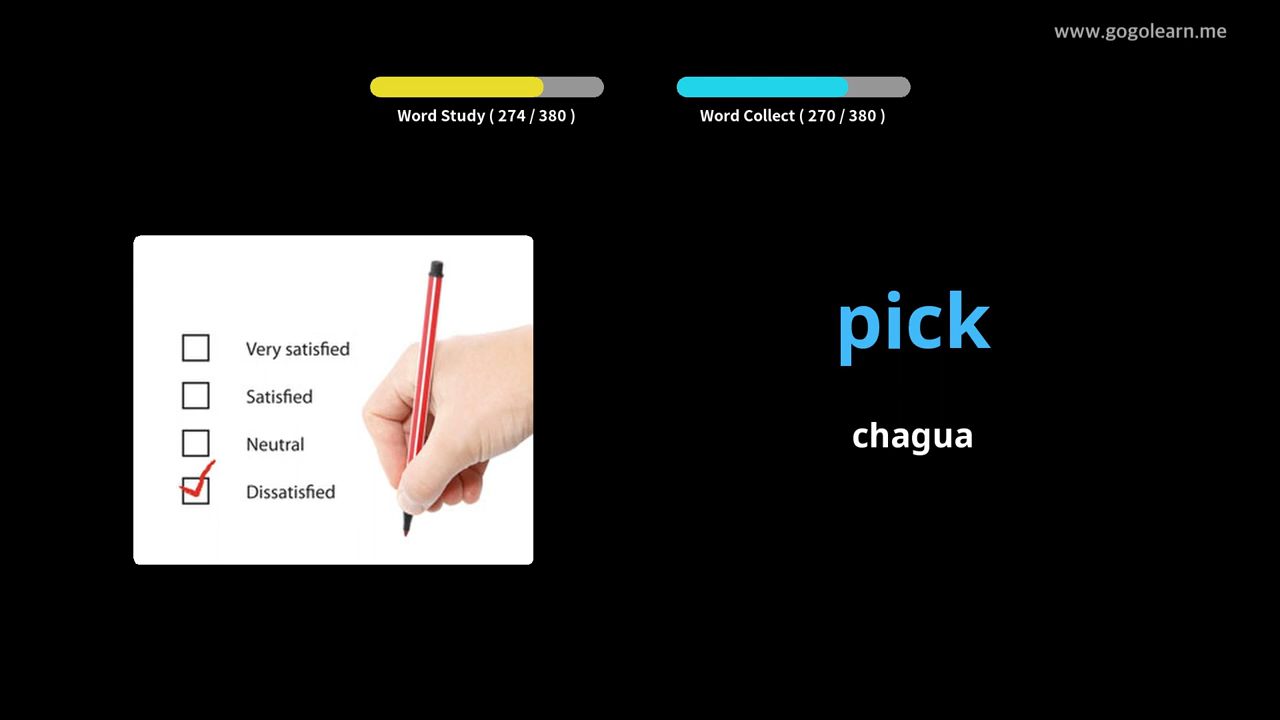 www.gogolearn.me
Word Study ( 274 / 380 )
Word Collect ( 270 / 380 )
Very satisfied
Satisfied
Neutral
Dissatisfied
pick
chagua